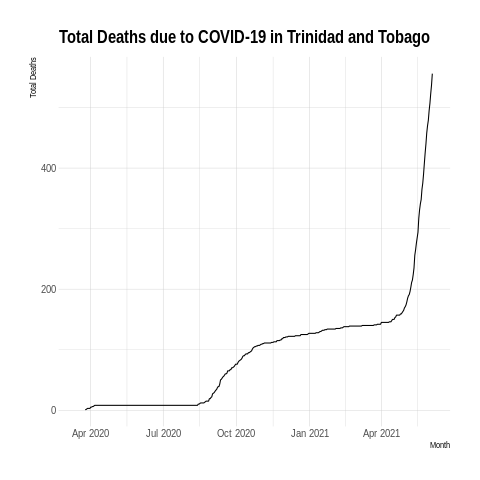 Total Deaths due to COVID-19 in Trinidad and Tobago
Total Deaths
400
200
0
Apr 2020 Jul 2020 Oct 2020 Jan 2021 Apr 2021
Month